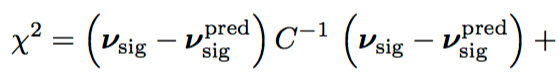 χ² = (ν_sig − ν_sig^pred) C⁻¹ (ν_sig − ν_sig^pred) +